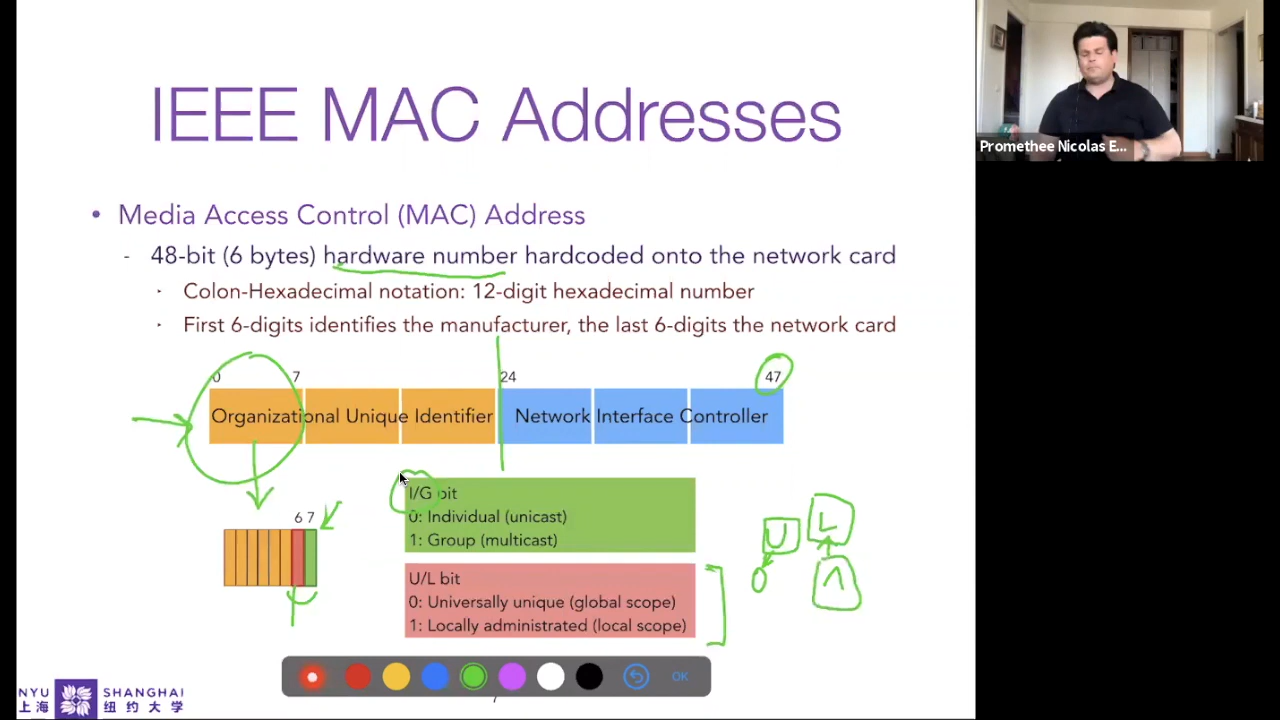 IEEE MAC Addresses
Promethee Nicolas E...
• Media Access Control (MAC) Address
- 48-bit (6 bytes) hardware number hardcoded onto the network card
‣ Colon-Hexadecimal notation: 12-digit hexadecimal number
‣ First 6-digits identifies the manufacturer, the last 6-digits the network card
0 7 24 47
Organizational Unique Identifier Network Interface Controller
6 7
I/G bit
0: Individual (unicast)
1: Group (multicast)
U/L bit
0: Universally unique (global scope)
1: Locally administrated (local scope)
U L
0 1
OK
NYU SHANGHAI
上海 纽约大学
7